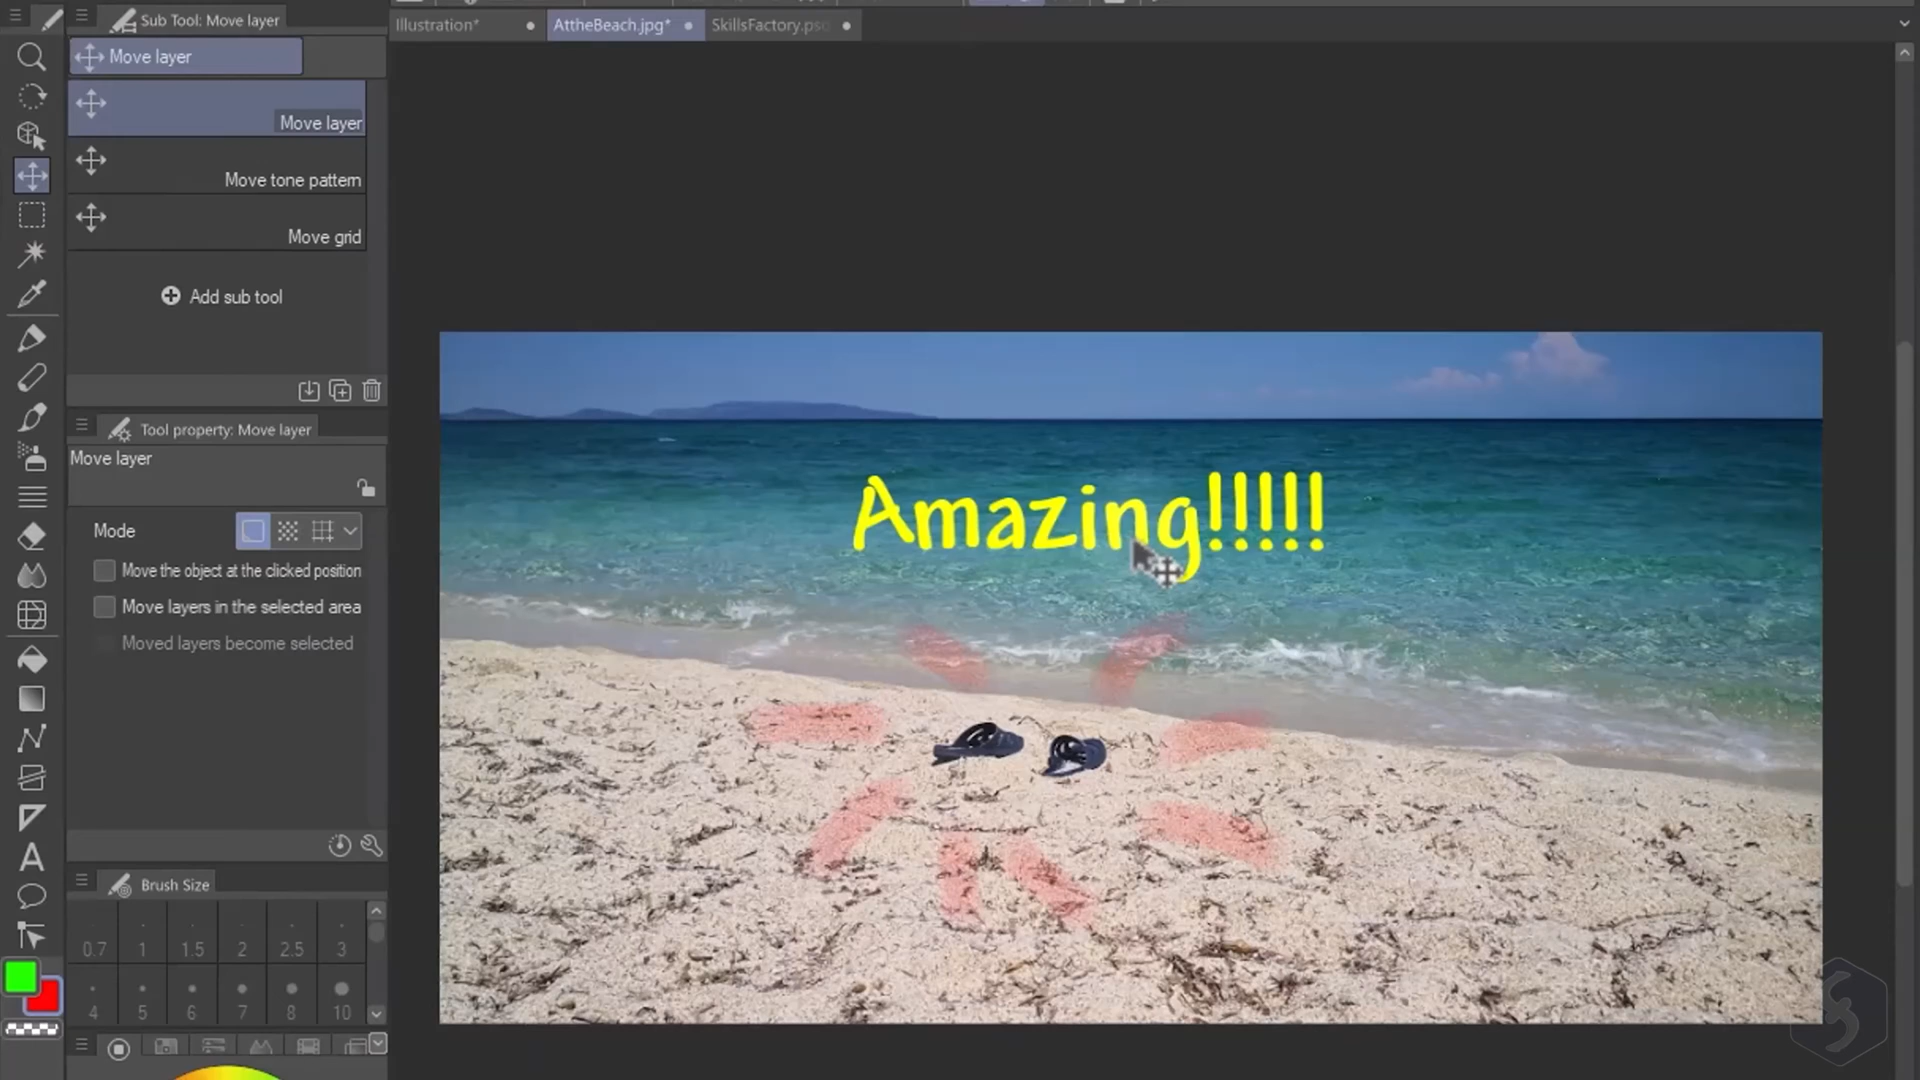 Sub Tool: Move layer
Illustration*
AttheBeach.jpg*
SkillsFactory.psd
Move layer
Move layer
Move tone pattern
Move grid
Add sub tool
Tool property: Move layer
Move layer
Mode
Move the object at the clicked position
Move layers in the selected area
Moved layers become selected
Amazing!!!!!
Brush Size
0.7 1 1.5 2 2.5 3
4 5 6 7 8 10